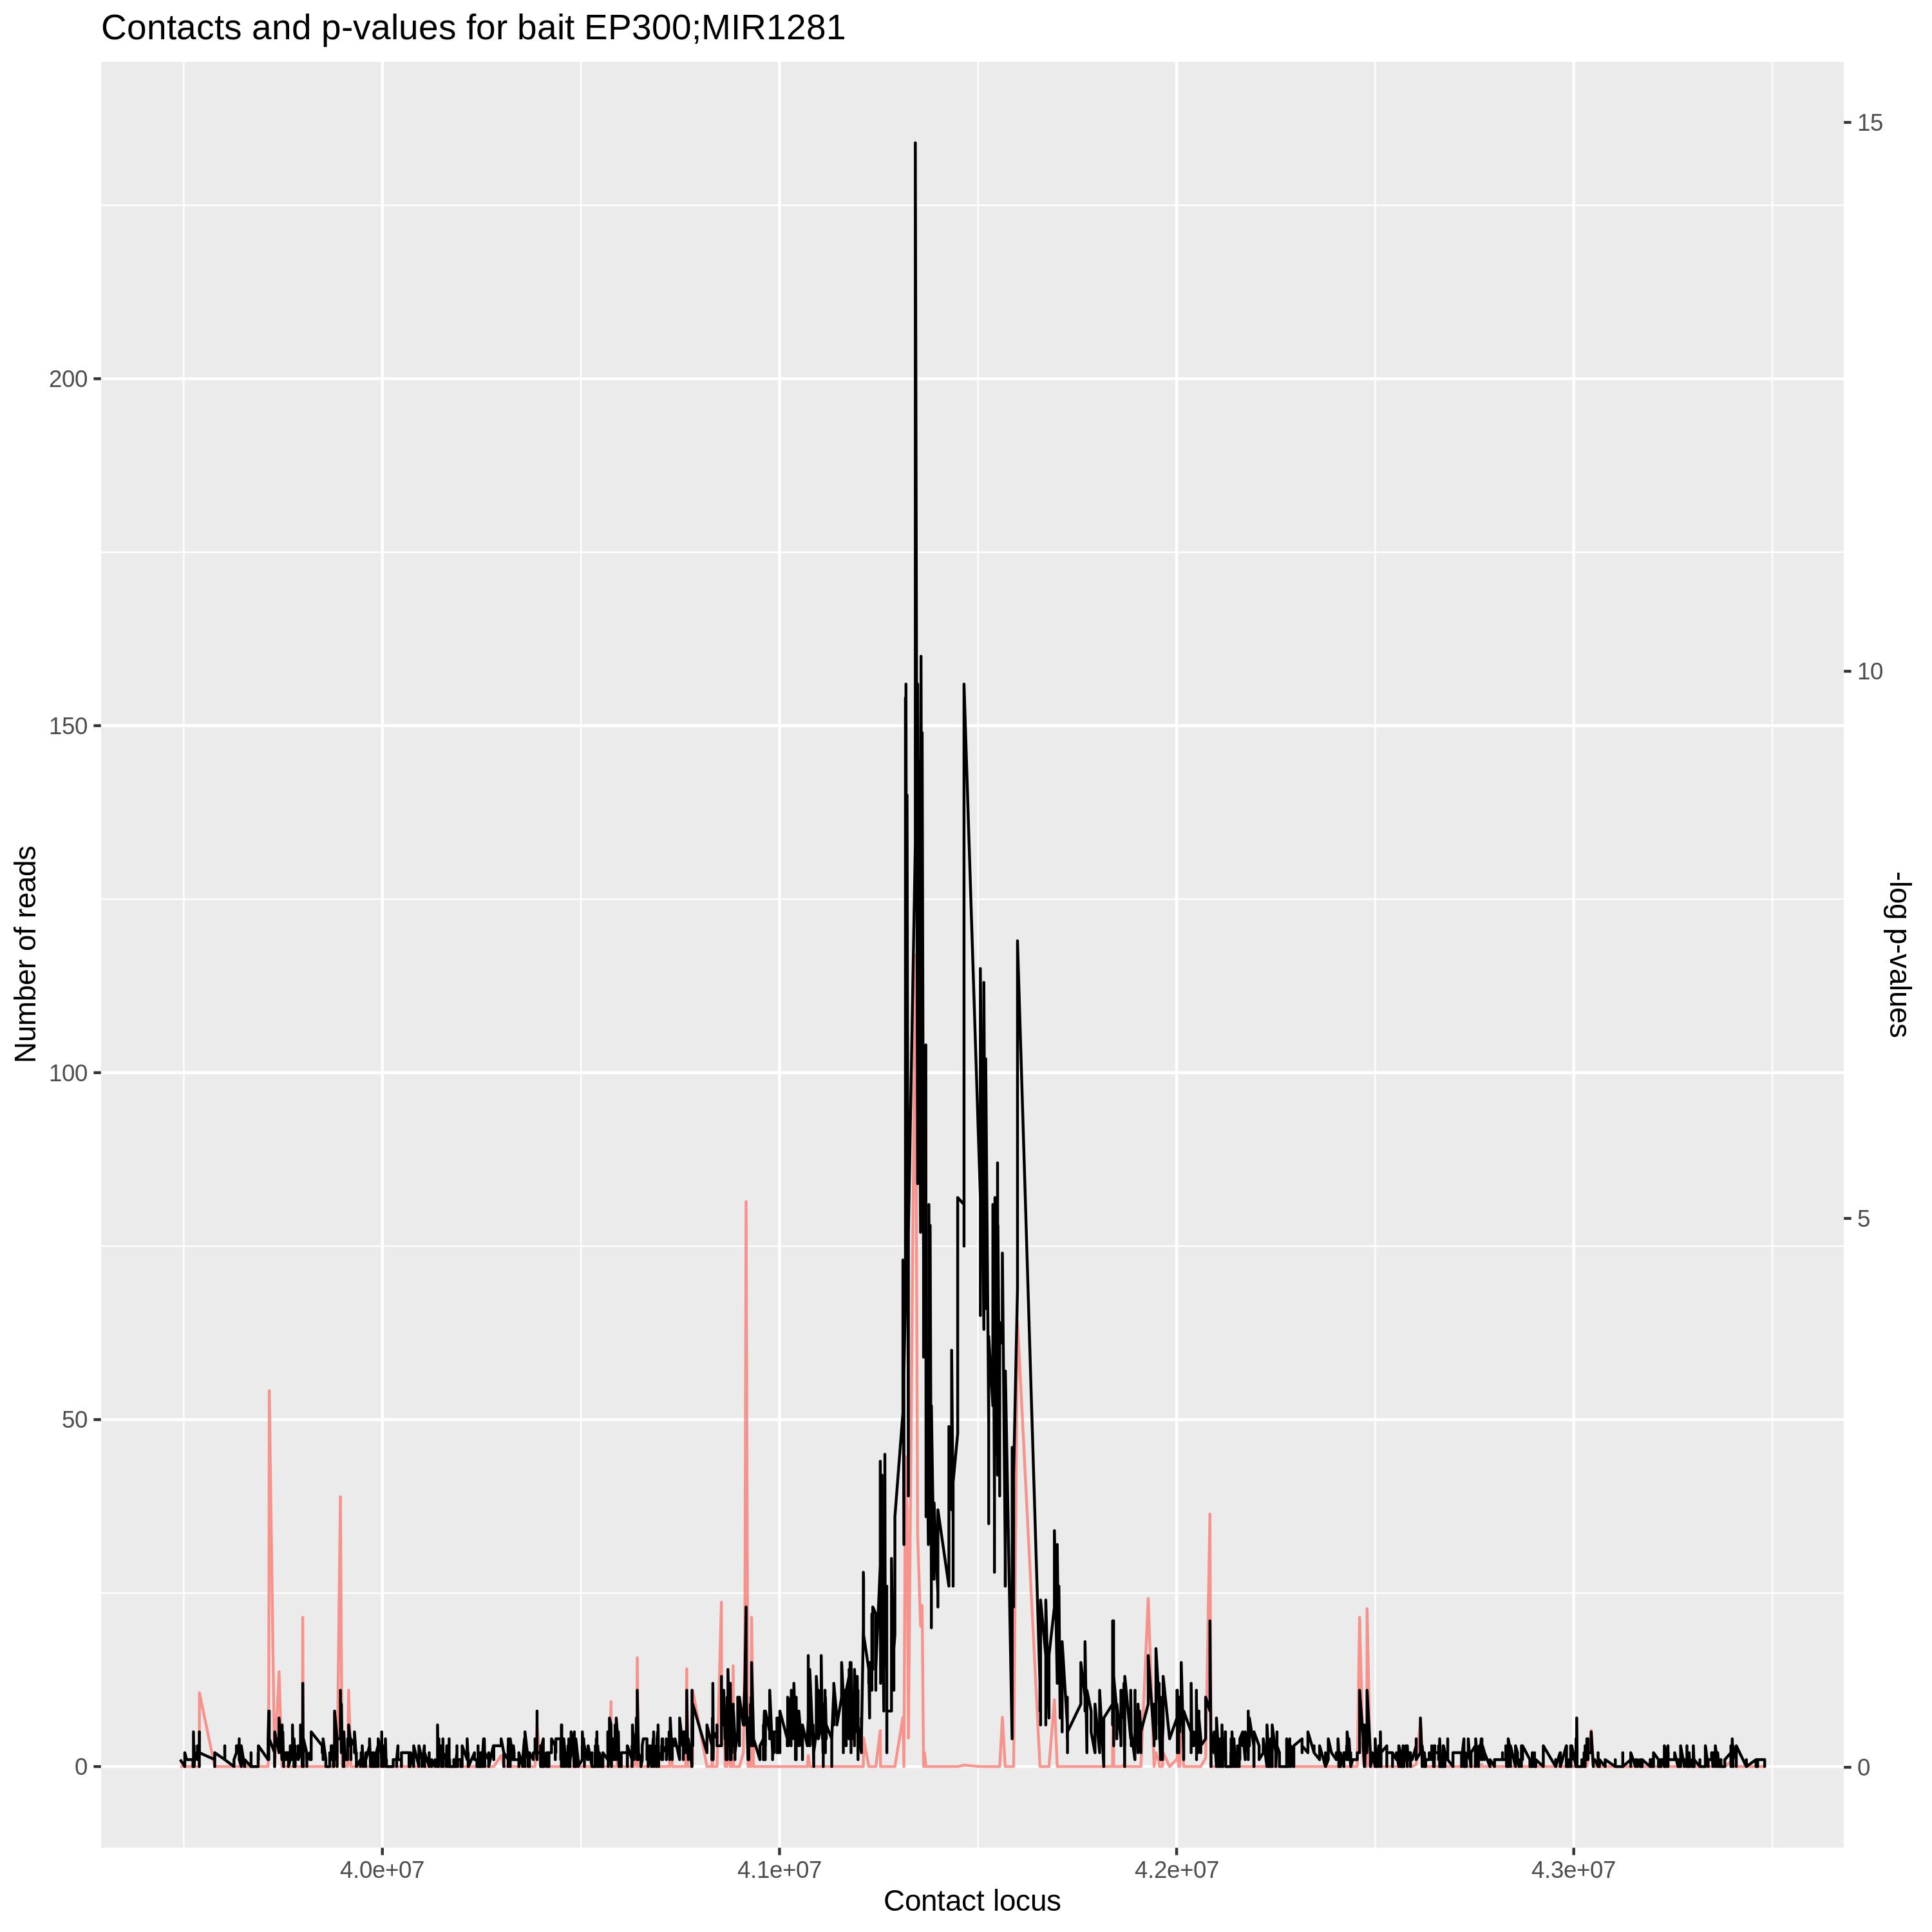 Contacts and p-values for bait EP300;MIR1281
Number of reads
200
150
100
50
0
15
10
5
0
-log p-values
4.0e+07
4.1e+07
4.2e+07
4.3e+07
Contact locus